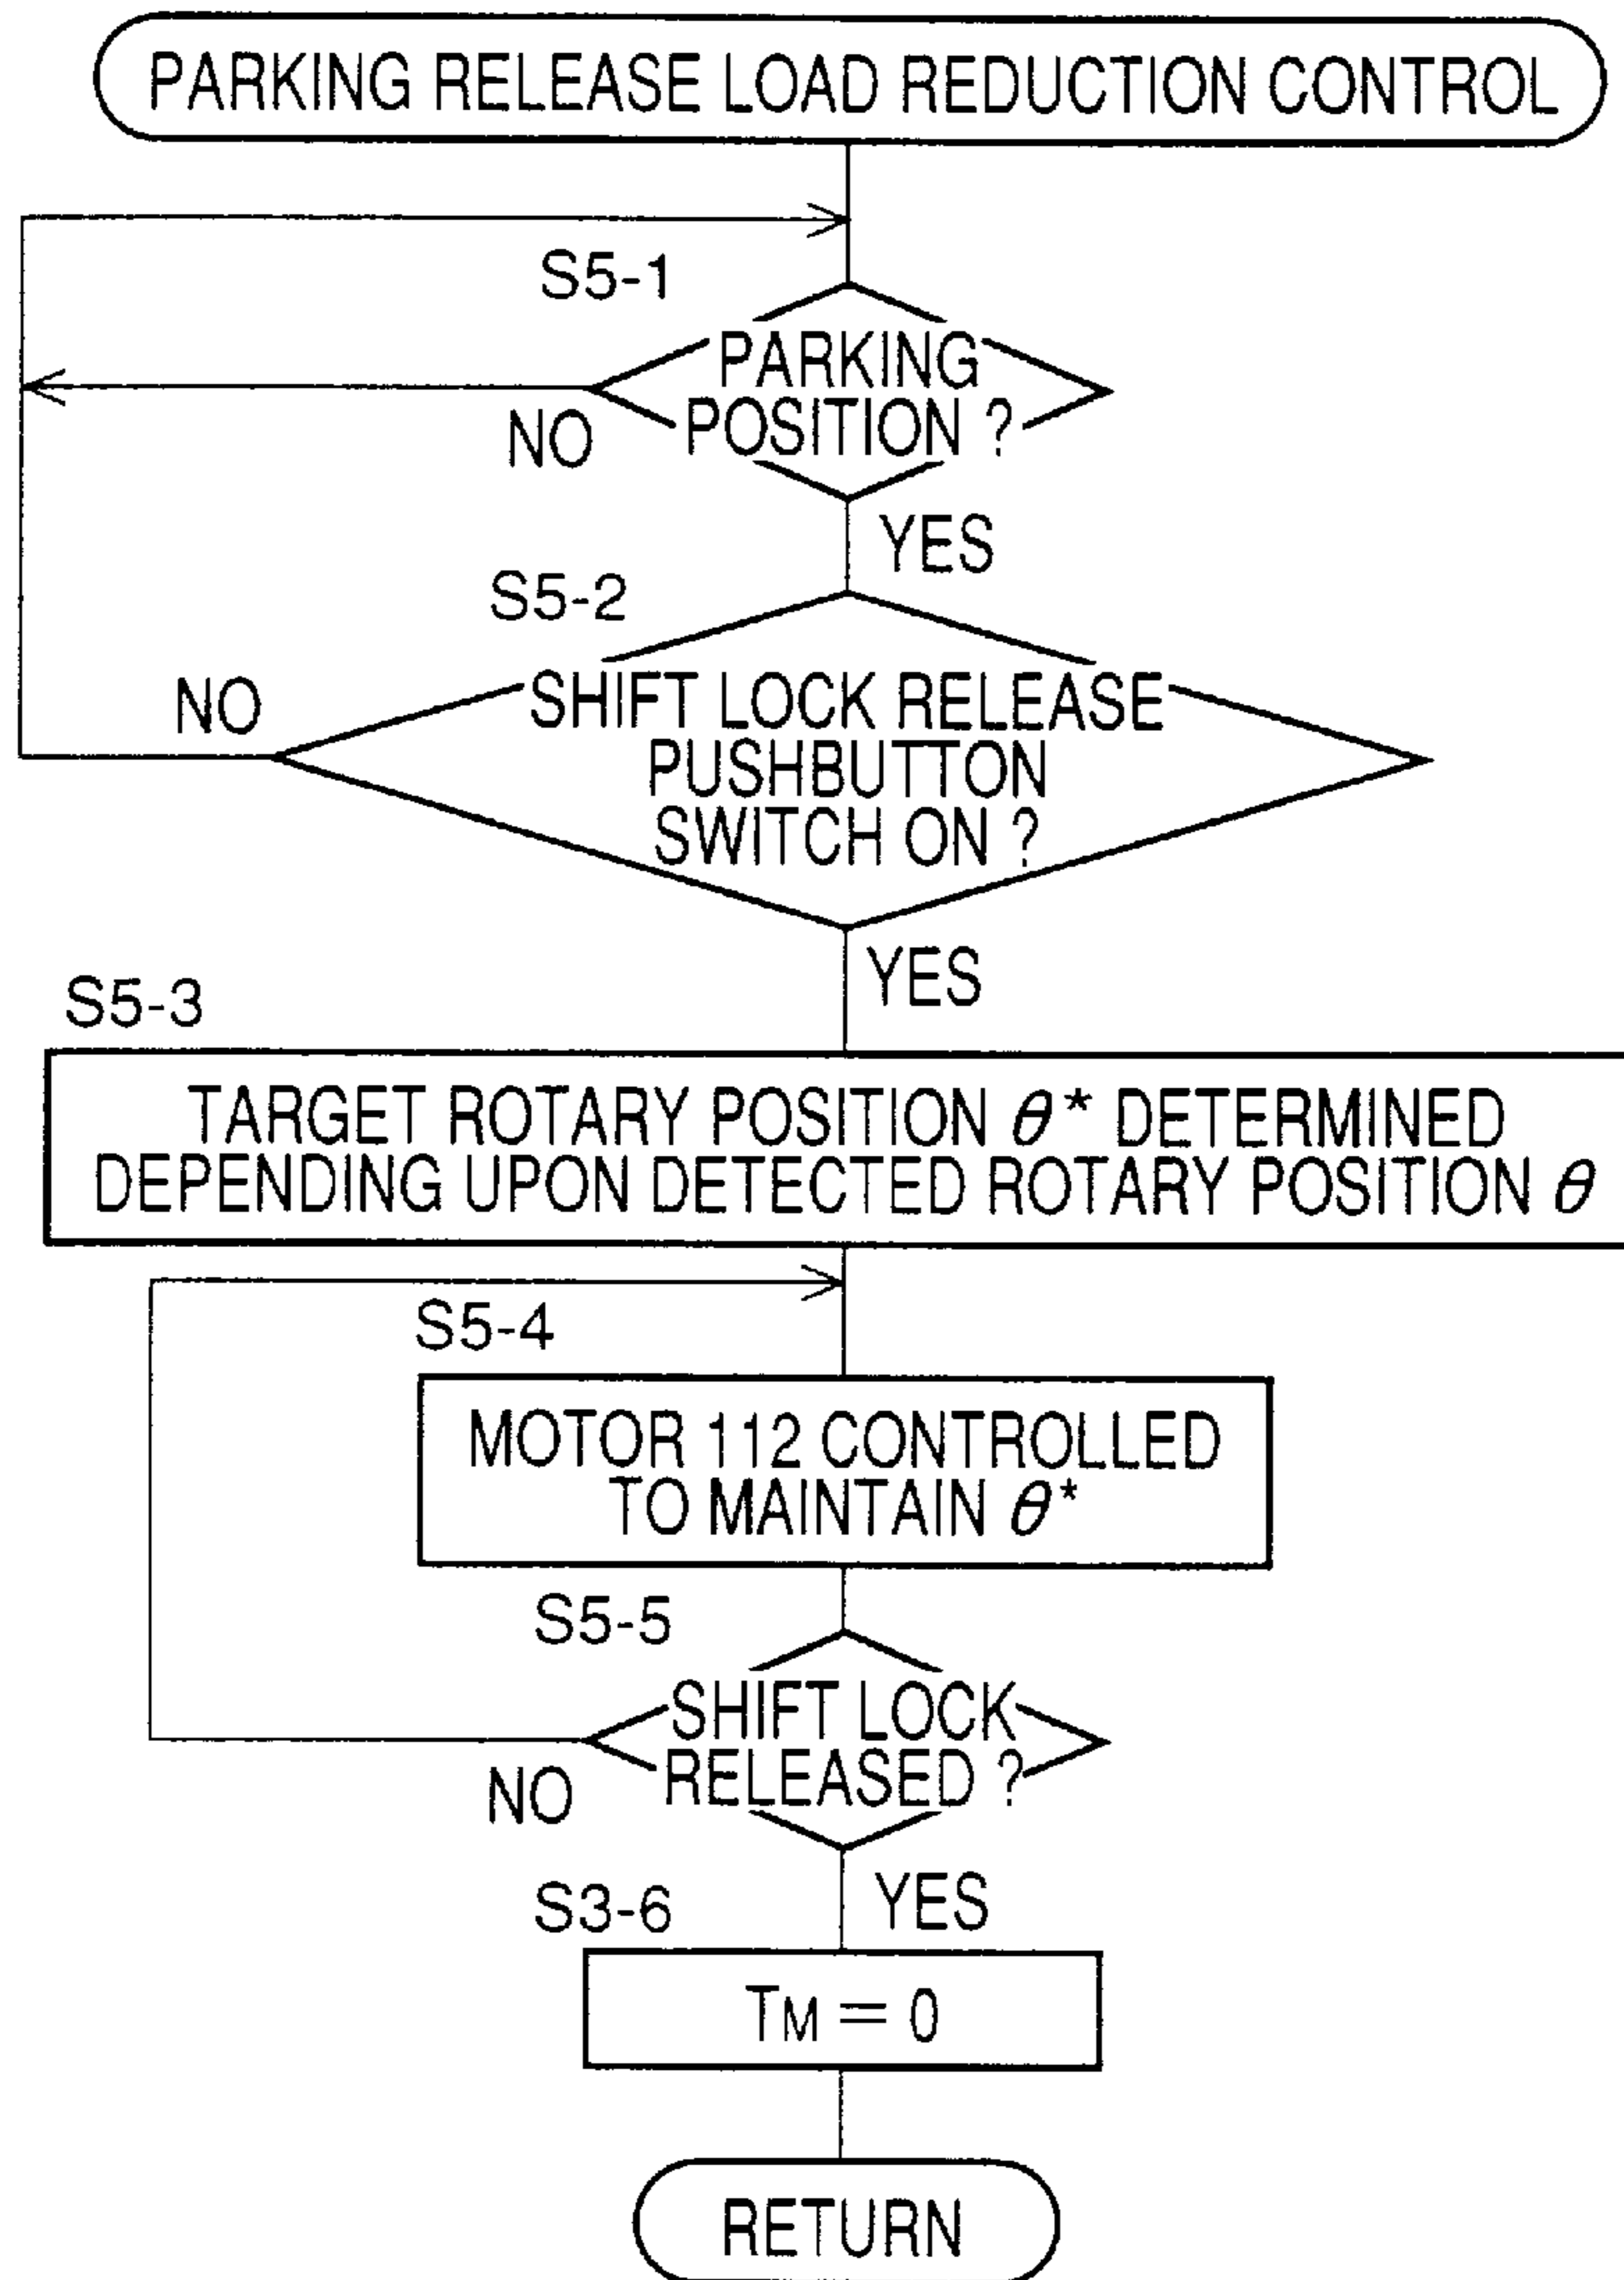 PARKING RELEASE LOAD REDUCTION CONTROL
S5-1
PARKING
POSITION ?
NO
YES
S5-2
NO
SHIFT LOCK RELEASE
PUSHBUTTON
SWITCH ON ?
YES
S5-3
TARGET ROTARY POSITION θ* DETERMINED
DEPENDING UPON DETECTED ROTARY POSITION θ
S5-4
MOTOR 112 CONTROLLED
TO MAINTAIN θ*
S5-5
SHIFT LOCK
RELEASED ?
NO
YES
S3-6
TM = 0
RETURN